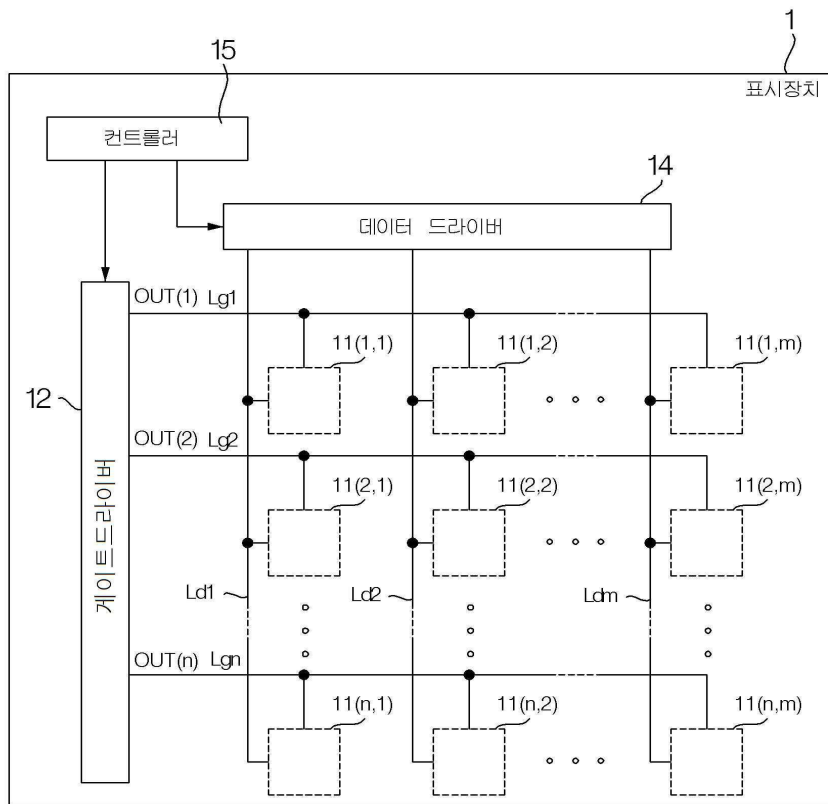 1
15
표시장치
컨트롤러
14
데이터 드라이버
OUT(1) Lg1
11(1,1) 11(1,2) 11(1,m)
12
게이트드라이버
OUT(2) Lg2
11(2,1) 11(2,2) 11(2,m)
Ld1 Ld2 Ldm
OUT(n) Lgn
11(n,1) 11(n,2) 11(n,m)